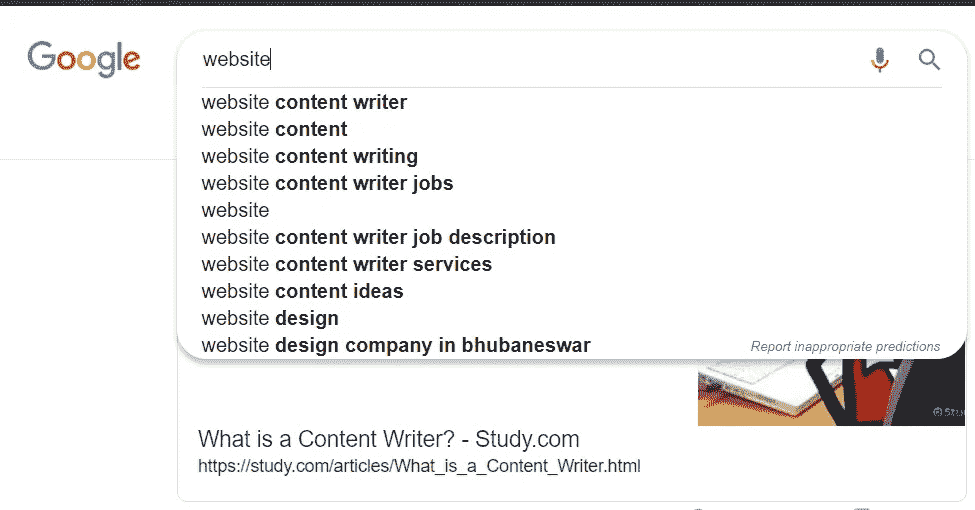 Google
website
website content writer
website content
website content writing
website content writer jobs
website
website content writer job description
website content writer services
website content ideas
website design
website design company in bhubaneswar
Report inappropriate predictions
What is a Content Writer? - Study.com
https://study.com/articles/What_is_a_Content_Writer.html